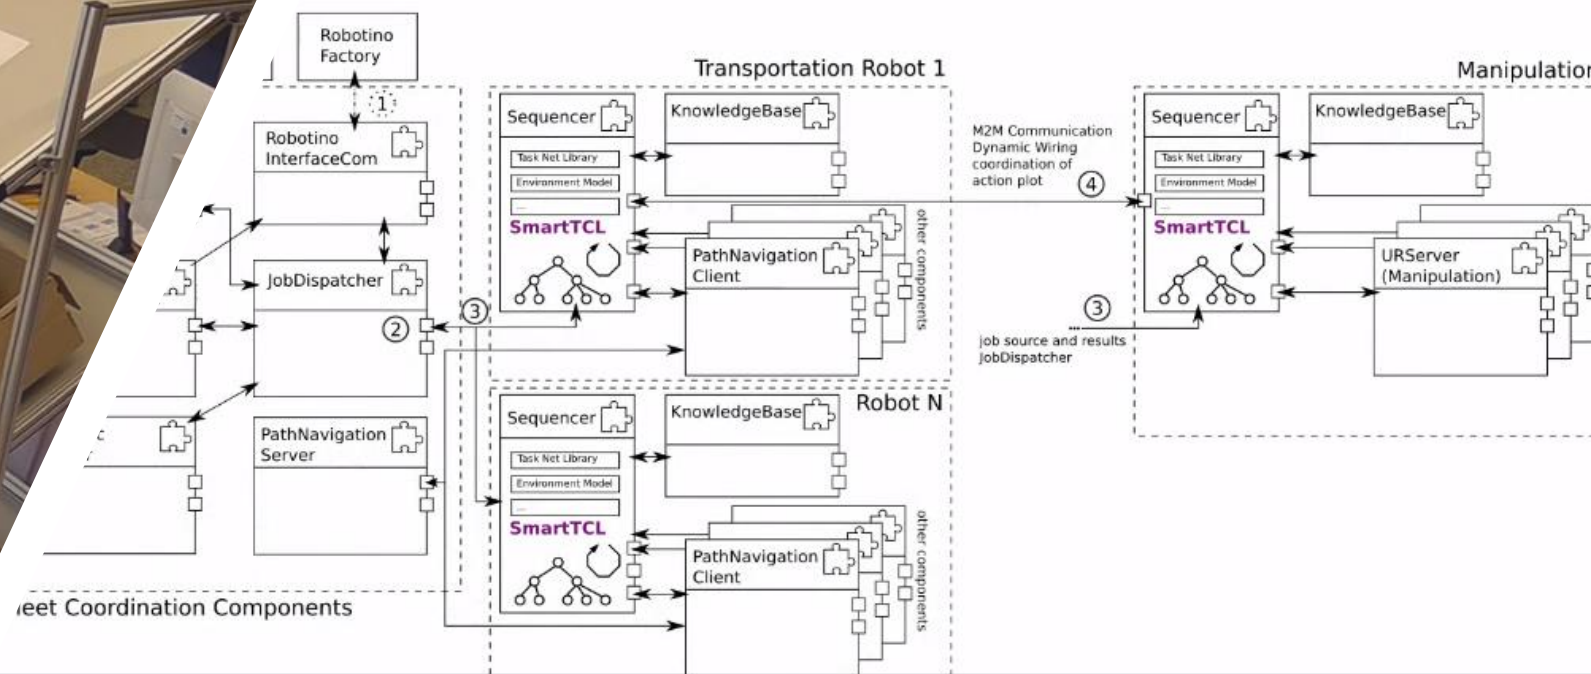 Robotino
Factory
1
Robotino
InterfaceCom
JobDispatcher
2
3
PathNavigation
Server
eet Coordination Components
Transportation Robot 1
Sequencer
Task Net Library
Environment Model
...
SmartTCL
KnowledgeBase
PathNavigation
Client
other components
Robot N
Sequencer
Task Net Library
Environment Model
...
SmartTCL
KnowledgeBase
PathNavigation
Client
other components
M2M Communication
Dynamic Wiring
coordination of
action plot
4
3
job source and results
JobDispatcher
Manipulation
Sequencer
Task Net Library
Environment Model
...
SmartTCL
KnowledgeBase
URServer
(Manipulation)